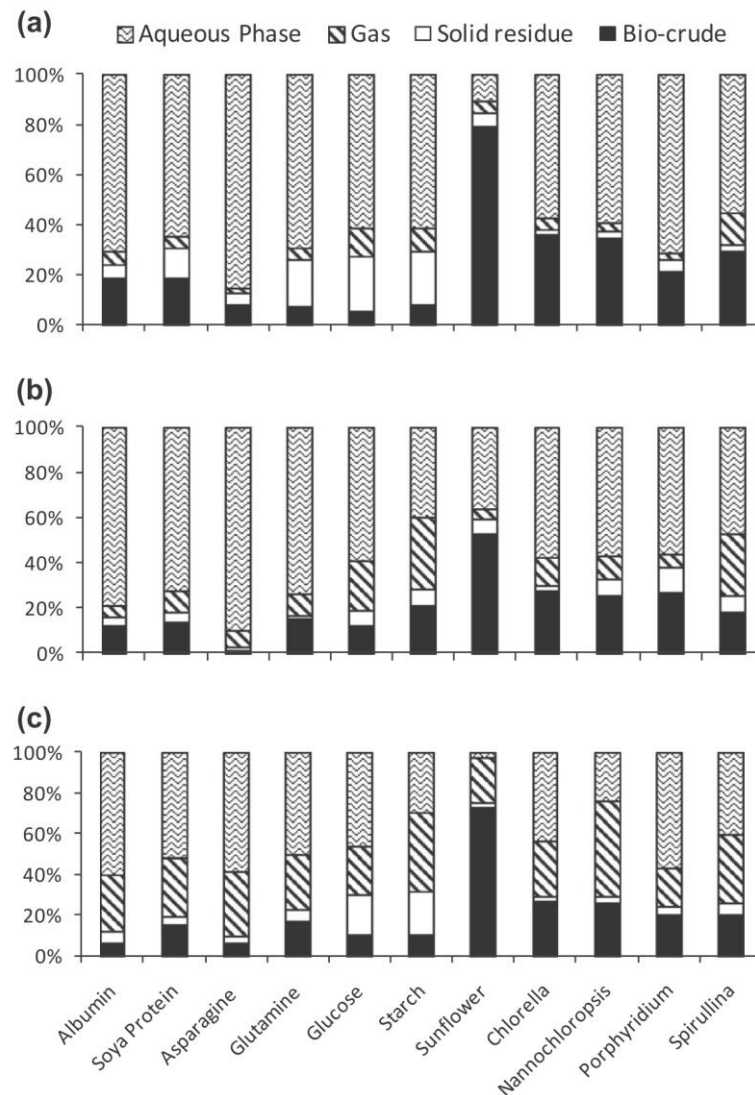 (a)
Aqueous Phase Gas Solid residue Bio-crude
100%
80%
60%
40%
20%
0%
(b)
100%
80%
60%
40%
20%
0%
(c)
100%
80%
60%
40%
20%
0%
Albumin
Soya Protein
Asparagine
Glutamine
Glucose
Starch
Sunflower
Chlorella
Nannochloropsis
Porphyridium
Spirullina